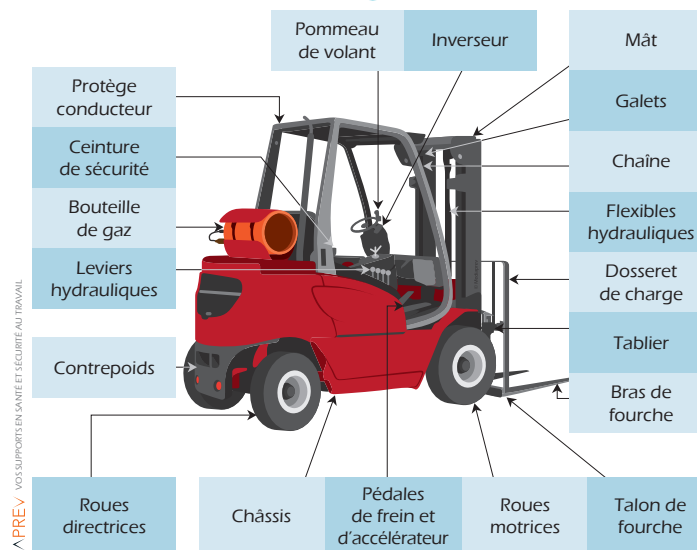 Pommeau
de volant
Inverseur
Mât
Protège
conducteur
Galets
Ceinture
de sécurité
Chaîne
Bouteille
de gaz
Flexibles
hydrauliques
Leviers
hydrauliques
Dosseret
de charge
Tablier
Contrepoids
Bras de
fourche
Roues
directrices
Châssis
Pédales
de frein et
d'accélérateur
Roues
motrices
Talon de
fourche
APREV VOS SUPPORTS EN SANTÉ ET SÉCURITÉ AU TRAVAIL